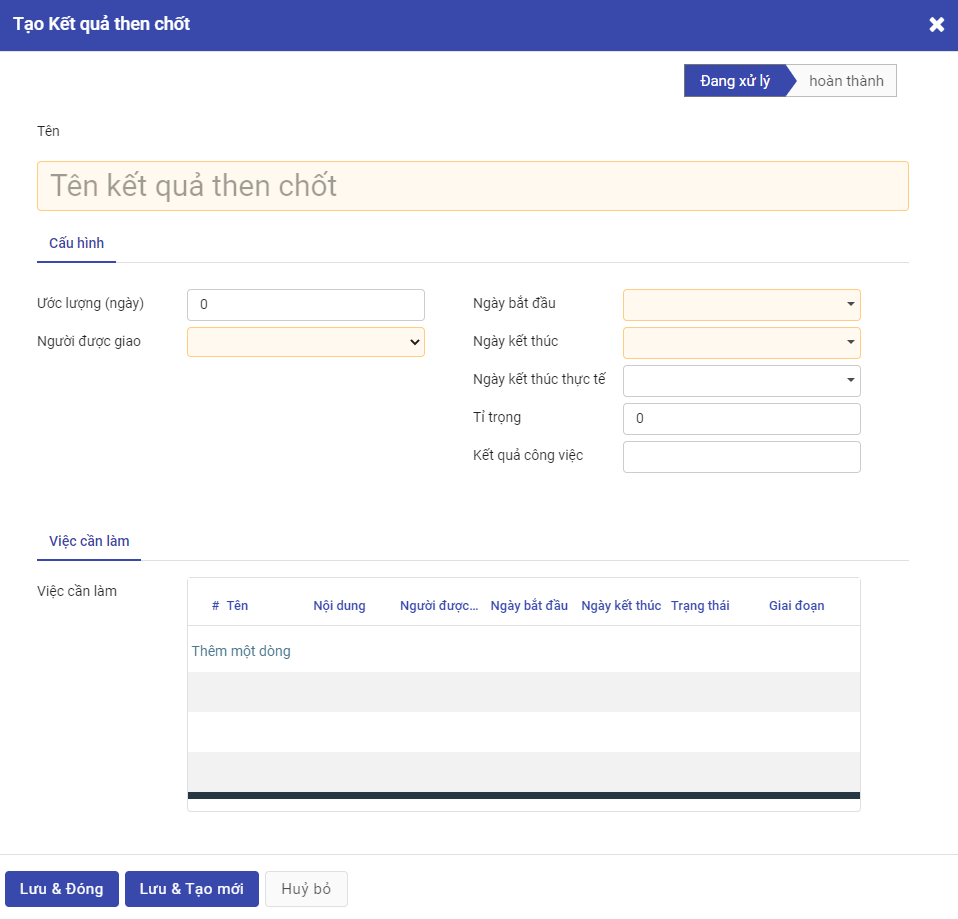 Tạo Kết quả then chốt
Đang xử lý
hoàn thành
Tên
Tên kết quả then chốt
Cấu hình
Ước lượng (ngày)
0
Ngày bắt đầu
Người được giao
Ngày kết thúc
Ngày kết thúc thực tế
Tỉ trọng
0
Kết quả công việc
Việc cần làm
Việc cần làm
# Tên Nội dung Người được... Ngày bắt đầu Ngày kết thúc Trạng thái Giai đoạn
Thêm một dòng
Lưu & Đóng
Lưu & Tạo mới
Huỷ bỏ